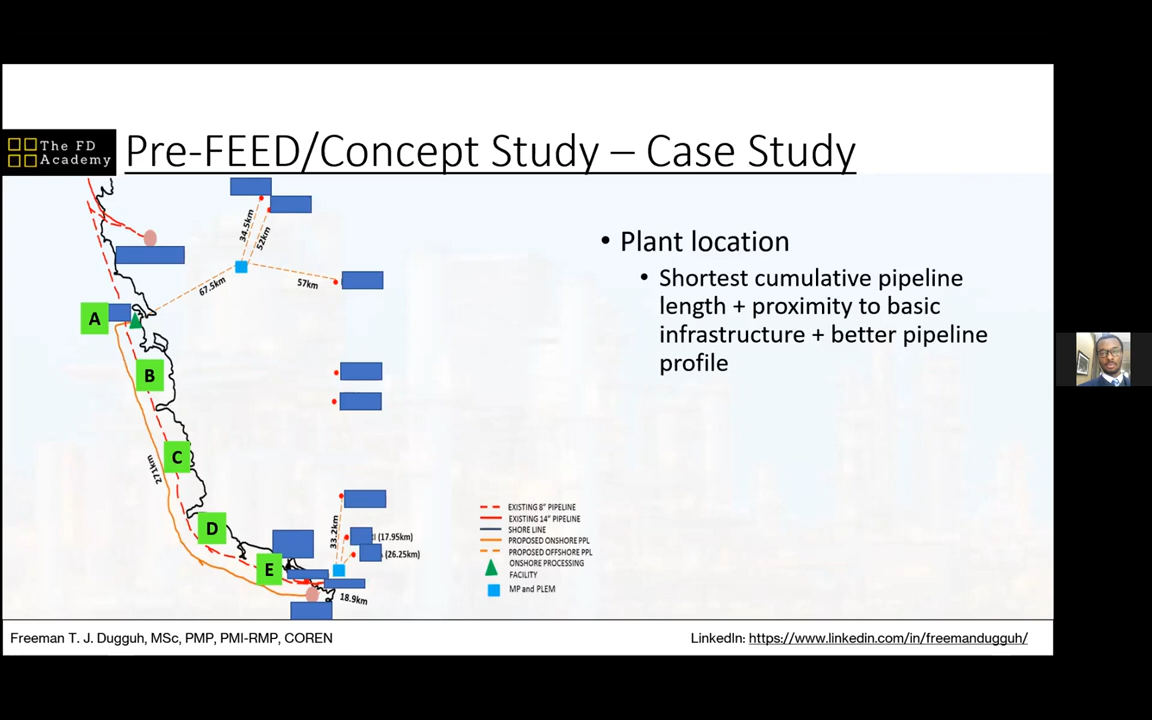 The FD
Academy
Pre-FEED/Concept Study – Case Study
34.5km
52km
67.5km
57km
A
B
C
D
E
271km
33.2km
(17.95km)
(26.25km)
18.9km
• Plant location
• Shortest cumulative pipeline
length + proximity to basic
infrastructure + better pipeline
profile
EXISTING 8" PIPELINE
EXISTING 14" PIPELINE
SHORE LINE
PROPOSED ONSHORE PPL
PROPOSED OFFSHORE PPL
ONSHORE PROCESSING
FACILITY
MP and PLEM
Freeman T. J. Dugguh, MSc, PMP, PMI-RMP, COREN
LinkedIn: https://www.linkedin.com/in/freemandugguh/